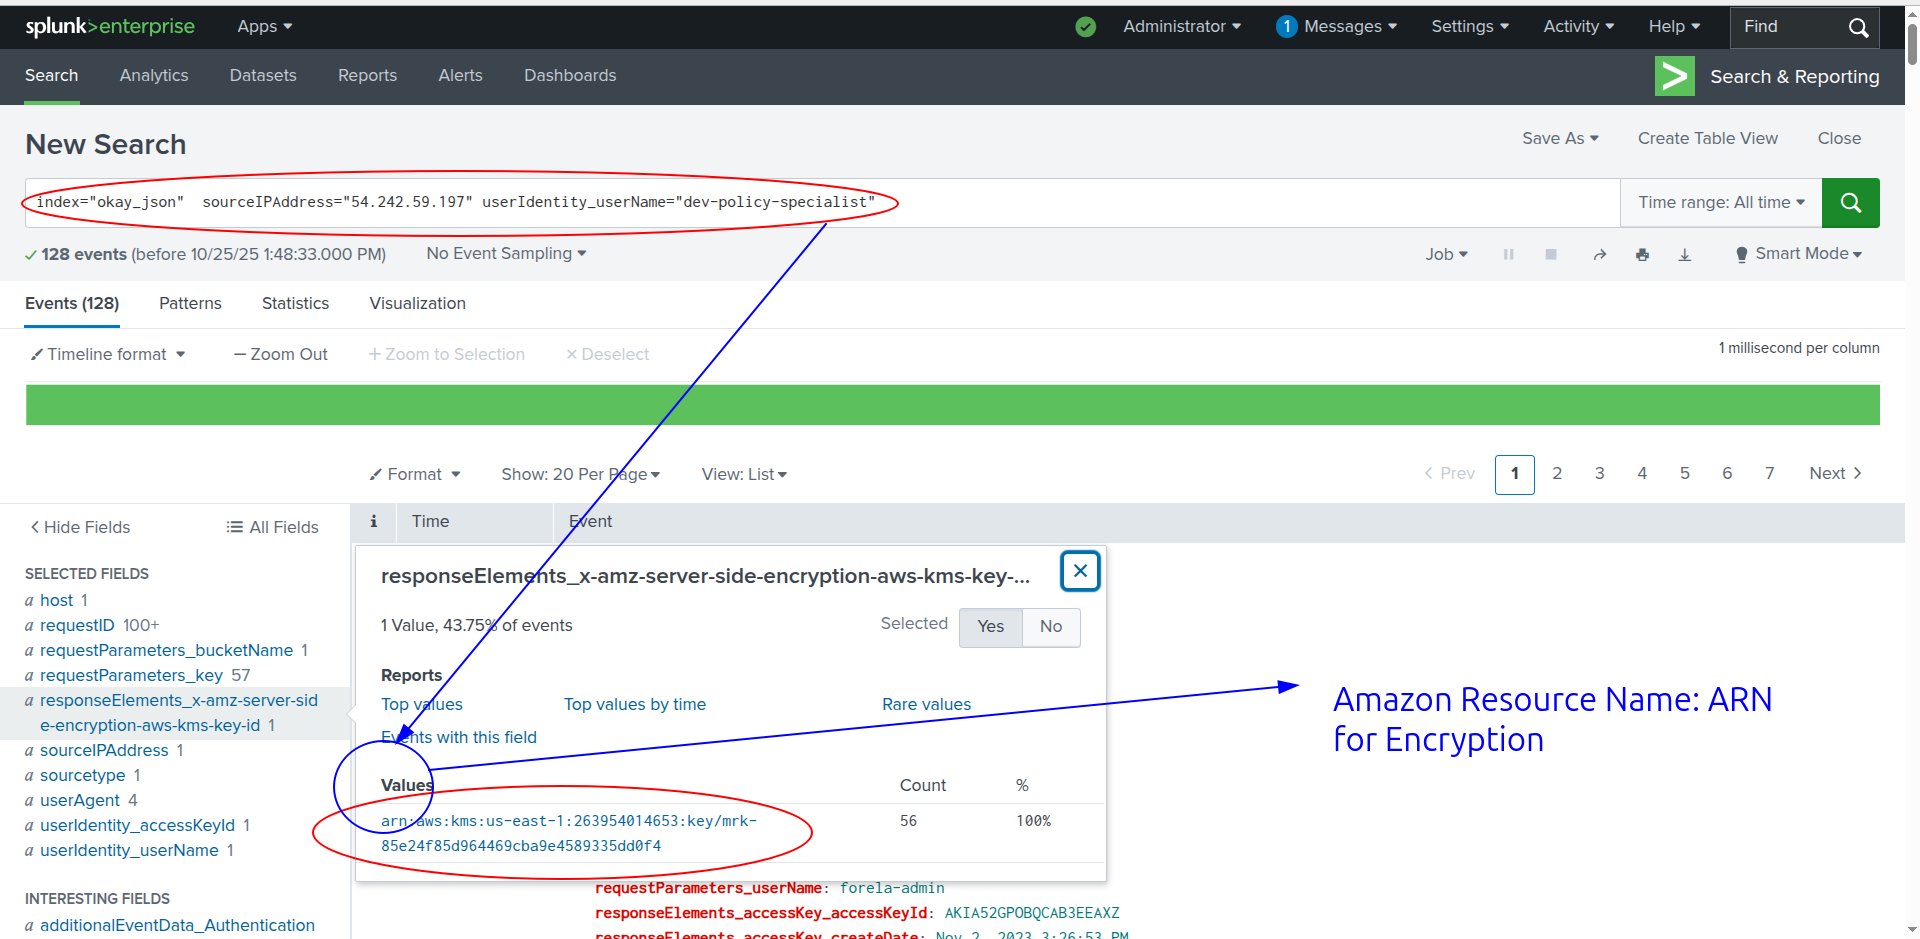 splunk>enterprise Apps Administrator 1 Messages Settings Activity Help Find
Search Analytics Datasets Reports Alerts Dashboards Search & Reporting
New Search Save As Create Table View Close
index="okay_json" sourceIPAddress="54.242.59.197" userIdentity_userName="dev-policy-specialist" Time range: All time
128 events (before 10/25/25 1:48:33.000 PM) No Event Sampling Job Smart Mode
Events (128) Patterns Statistics Visualization
Timeline format Zoom Out Zoom to Selection Deselect 1 millisecond per column
Format Show: 20 Per Page View: List Prev 1 2 3 4 5 6 7 Next
Hide Fields All Fields i Time Event
SELECTED FIELDS
a host 1
a requestID 100+
a requestParameters_bucketName 1
a requestParameters_key 57
a responseElements_x-amz-server-sid
e-encryption-aws-kms-key-id 1
a sourceIPAddress 1
a sourcetype 1
a userAgent 4
a userIdentity_accessKeyId 1
a userIdentity_userName 1
INTERESTING FIELDS
a additionalEventData_Authentication
responseElements_x-amz-server-side-encryption-aws-kms-key-...
1 Value, 43.75% of events Selected Yes No
Reports
Top values Top values by time Rare values
Events with this field
Values Count %
arn:aws:kms:us-east-1:263954014653:key/mrk- 56 100%
85e24f85d964469cba9e4589335dd0f4
requestParameters_userName: forela-admin
responseElements_accessKey_accessKeyId: AKIA52GPOBQCAB3EEAXZ
responseElements_accessKey_createDate: Nov 2, 2023 3:26:53 PM
Amazon Resource Name: ARN
for Encryption